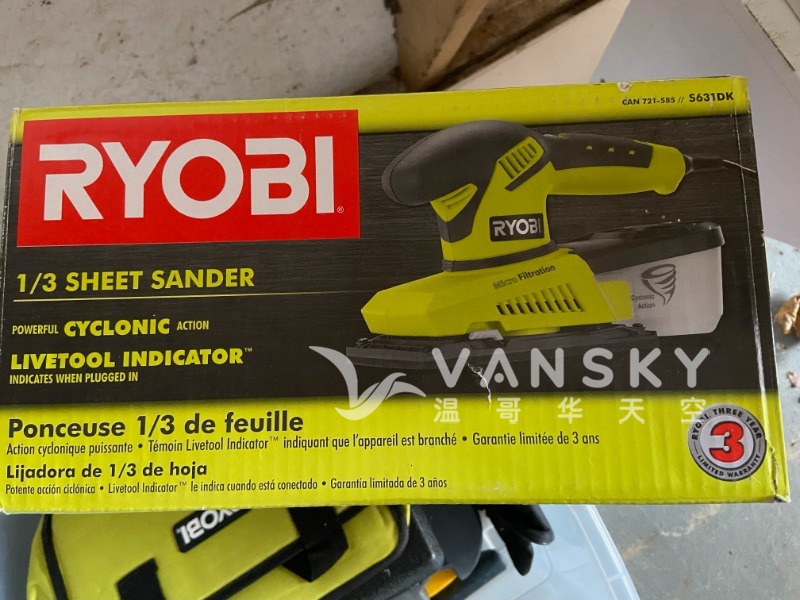 CAN 721-585 // S631DK
RYOBI
RYOBI
1/3 SHEET SANDER
Micro Filtration
Cyclonic
Action
POWERFUL CYCLONIC ACTION
LIVETOOL INDICATOR™
INDICATES WHEN PLUGGED IN
VANSKY
温哥华天空
Ponceuse 1/3 de feuille
Action cyclonique puissante • Témoin Livetool Indicator™ indiquant que l'appareil est branché • Garantie limitée de 3 ans
Lijadora de 1/3 de hoja
Potente acción ciclónica • Livetool Indicator™ le indica cuando está conectado • Garantía limitada de 3 años
RYOBI THREE YEAR
3
LIMITED WARRANTY
RYOBI